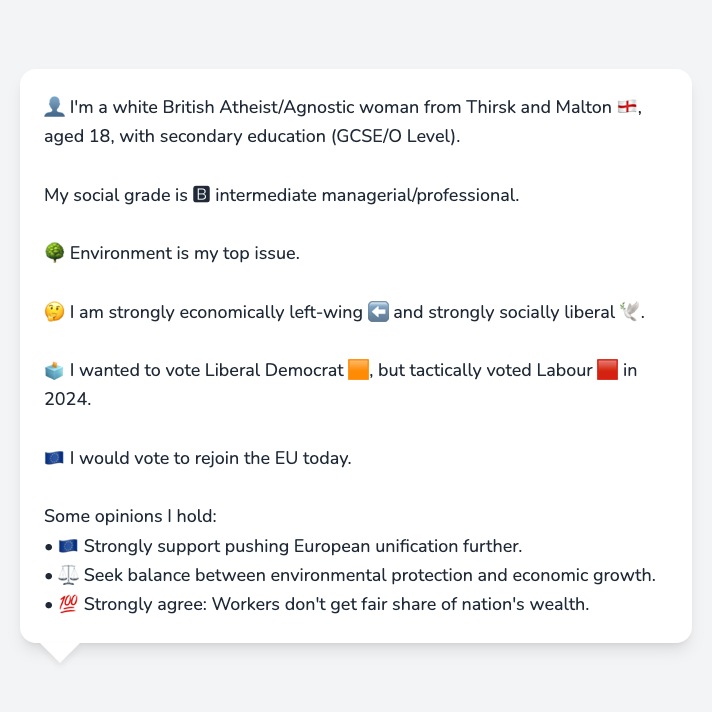 👤 I'm a white British Atheist/Agnostic woman from Thirsk and Malton 🏴󠁧󠁢󠁥󠁮󠁧󠁿,
aged 18, with secondary education (GCSE/O Level).
My social grade is 🅱 intermediate managerial/professional.
🌳 Environment is my top issue.
🤔 I am strongly economically left-wing ⬅️ and strongly socially liberal 🕊️.
🗳️ I wanted to vote Liberal Democrat 🟧, but tactically voted Labour 🟥 in
2024.
🇪🇺 I would vote to rejoin the EU today.
Some opinions I hold:
• 🇪🇺 Strongly support pushing European unification further.
• ⚖️ Seek balance between environmental protection and economic growth.
• 💯 Strongly agree: Workers don't get fair share of nation's wealth.